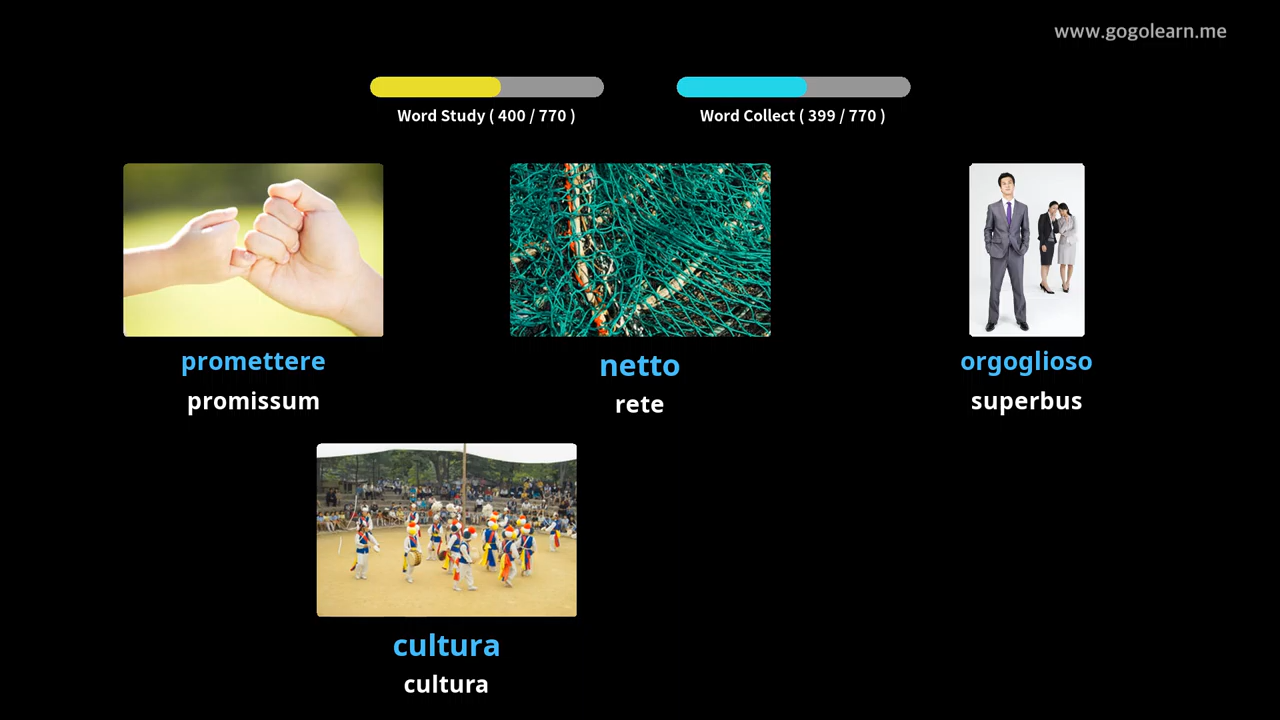 www.gogolearn.me
Word Study ( 400 / 770 )
Word Collect ( 399 / 770 )
promettere
promissum
netto
rete
orgoglioso
superbus
cultura
cultura